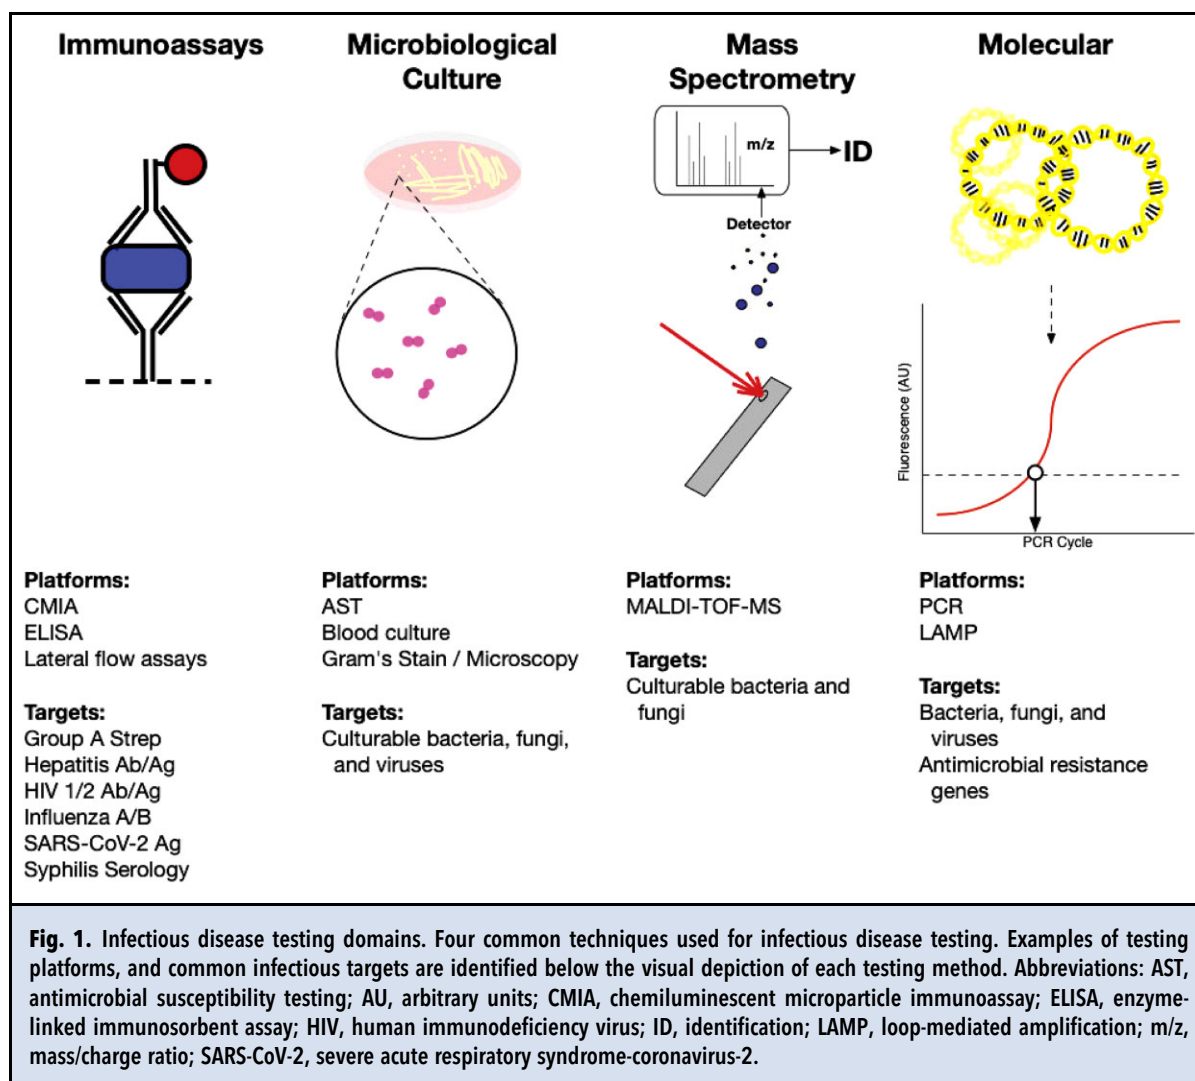 Immunoassays
Microbiological
Culture
Mass
Spectrometry
Molecular
m/z
ID
Detector
Fluorescence (AU)
PCR Cycle
Platforms:
CMIA
ELISA
Lateral flow assays
Targets:
Group A Strep
Hepatitis Ab/Ag
HIV 1/2 Ab/Ag
Influenza A/B
SARS-CoV-2 Ag
Syphilis Serology
Platforms:
AST
Blood culture
Gram's Stain / Microscopy
Targets:
Culturable bacteria, fungi,
and viruses
Platforms:
MALDI-TOF-MS
Targets:
Culturable bacteria and
fungi
Platforms:
PCR
LAMP
Targets:
Bacteria, fungi, and
viruses
Antimicrobial resistance
genes
Fig. 1. Infectious disease testing domains. Four common techniques used for infectious disease testing. Examples of testing
platforms, and common infectious targets are identified below the visual depiction of each testing method. Abbreviations: AST,
antimicrobial susceptibility testing; AU, arbitrary units; CMIA, chemiluminescent microparticle immunoassay; ELISA, enzyme-
linked immunosorbent assay; HIV, human immunodeficiency virus; ID, identification; LAMP, loop-mediated amplification; m/z,
mass/charge ratio; SARS-CoV-2, severe acute respiratory syndrome-coronavirus-2.